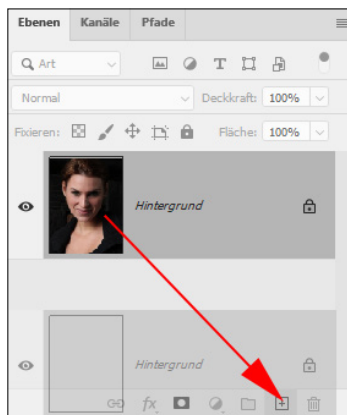 Ebenen Kanäle Pfade
Art
Normal Deckkraft: 100%
Fixieren: Fläche: 100%
Hintergrund
Hintergrund
fx